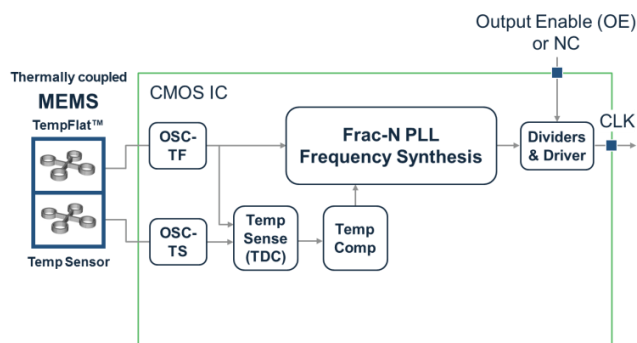 Output Enable (OE)
or NC
Thermally coupled
MEMS
TempFlat™
CMOS IC
CLK
OSC-
TF
Frac-N PLL
Frequency Synthesis
Dividers
& Driver
OSC-
TS
Temp
Sense
(TDC)
Temp
Comp
Temp Sensor